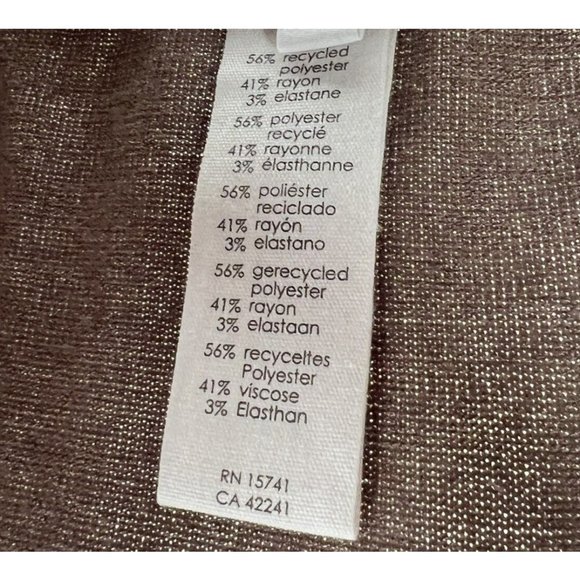 56% recycled
polyester
41% rayon
3% elastane
56% polyester
recyclé
41% rayonne
3% élasthanne
56% poliéster
reciclado
41% rayón
3% elastano
56% gerecycled
polyester
41% rayon
3% elastaan
56% recyceltes
Polyester
41% viscose
3% Elasthan
RN 15741
CA 42241